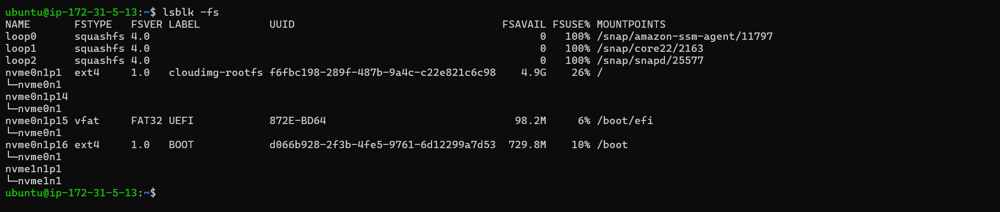 ubuntu@ip-172-31-5-13:~$ lsblk -fs
NAME       FSTYPE   FSVER LABEL           UUID                                 FSAVAIL FSUSE% MOUNTPOINTS
loop0      squashfs 4.0                                                              0   100% /snap/amazon-ssm-agent/11797
loop1      squashfs 4.0                                                              0   100% /snap/core22/2163
loop2      squashfs 4.0                                                              0   100% /snap/snapd/25577
nvme0n1p1  ext4     1.0   cloudimg-rootfs f6fbc198-289f-487b-9a4c-c22e821c6c98    4.9G    26% /
└─nvme0n1
nvme0n1p14
└─nvme0n1
nvme0n1p15 vfat     FAT32 UEFI            872E-BD64                              98.2M     6% /boot/efi
└─nvme0n1
nvme0n1p16 ext4     1.0   BOOT            d066b928-2f3b-4fe5-9761-6d12299a7d53  729.8M    10% /boot
└─nvme0n1
nvme1n1p1
└─nvme1n1
ubuntu@ip-172-31-5-13:~$